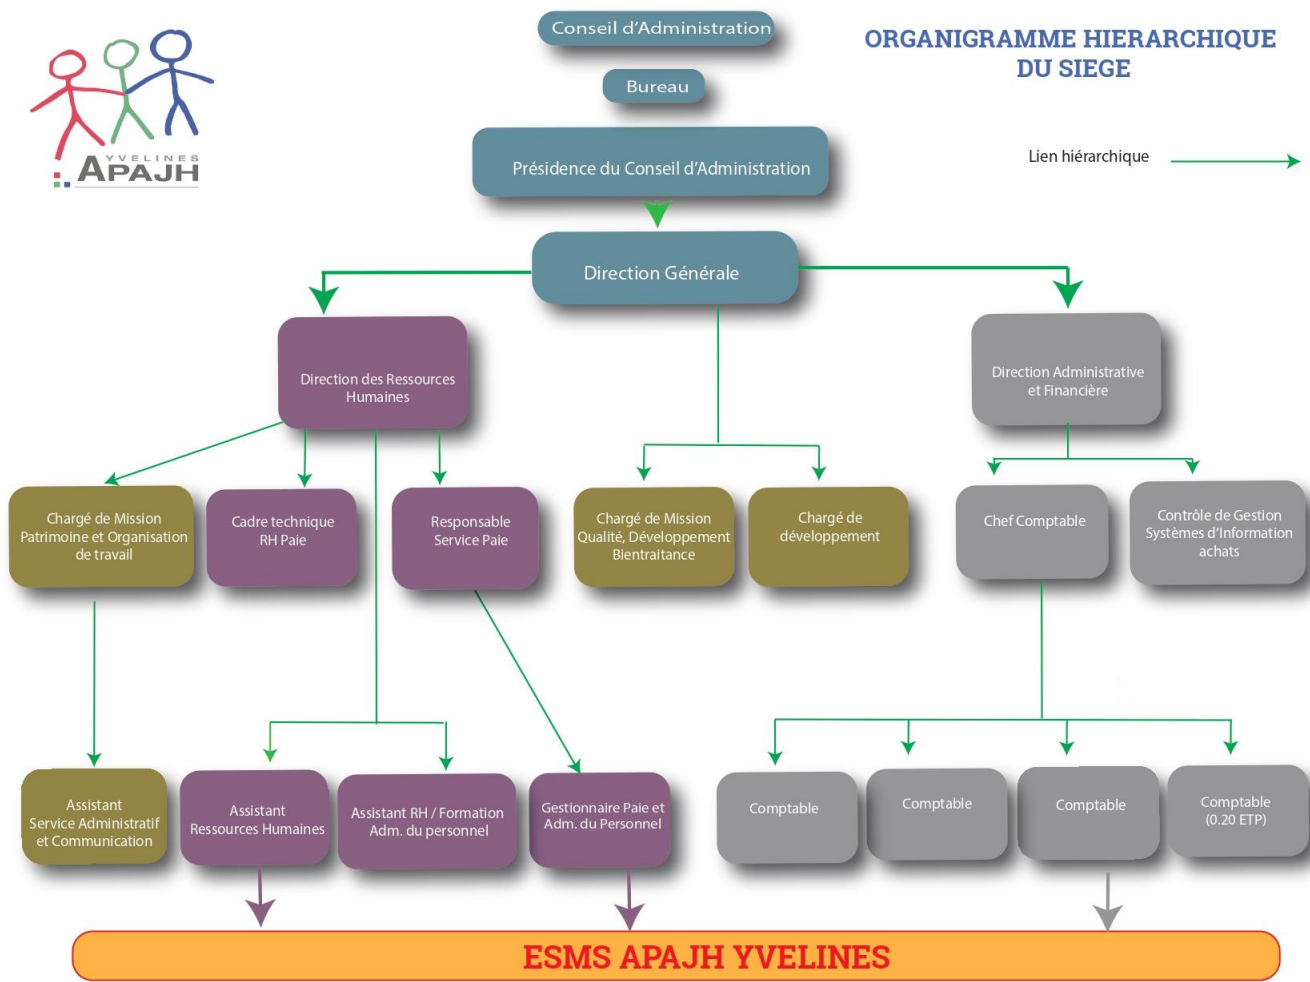 Conseil d’Administration
ORGANIGRAMME HIERARCHIQUE
DU SIEGE
Bureau
YVELINES
APAJH
Présidence du Conseil d’Administration
Lien hiérarchique
Direction Générale
Direction des Ressources
Humaines
Direction Administrative
et Financière
Chargé de Mission
Patrimoine et Organisation
de travail
Cadre technique
RH Paie
Responsable
Service Paie
Chargé de Mission
Qualité, Développement
Bientraitance
Chargé de
développement
Chef Comptable
Contrôle de Gestion
Systèmes d’Information
achats
Assistant
Service Administratif
et Communication
Assistant
Ressources Humaines
Assistant RH / Formation
Adm. du personnel
Gestionnaire Paie et
Adm. du Personnel
Comptable
Comptable
Comptable
Comptable
(0.20 ETP)
ESMS APAJH YVELINES